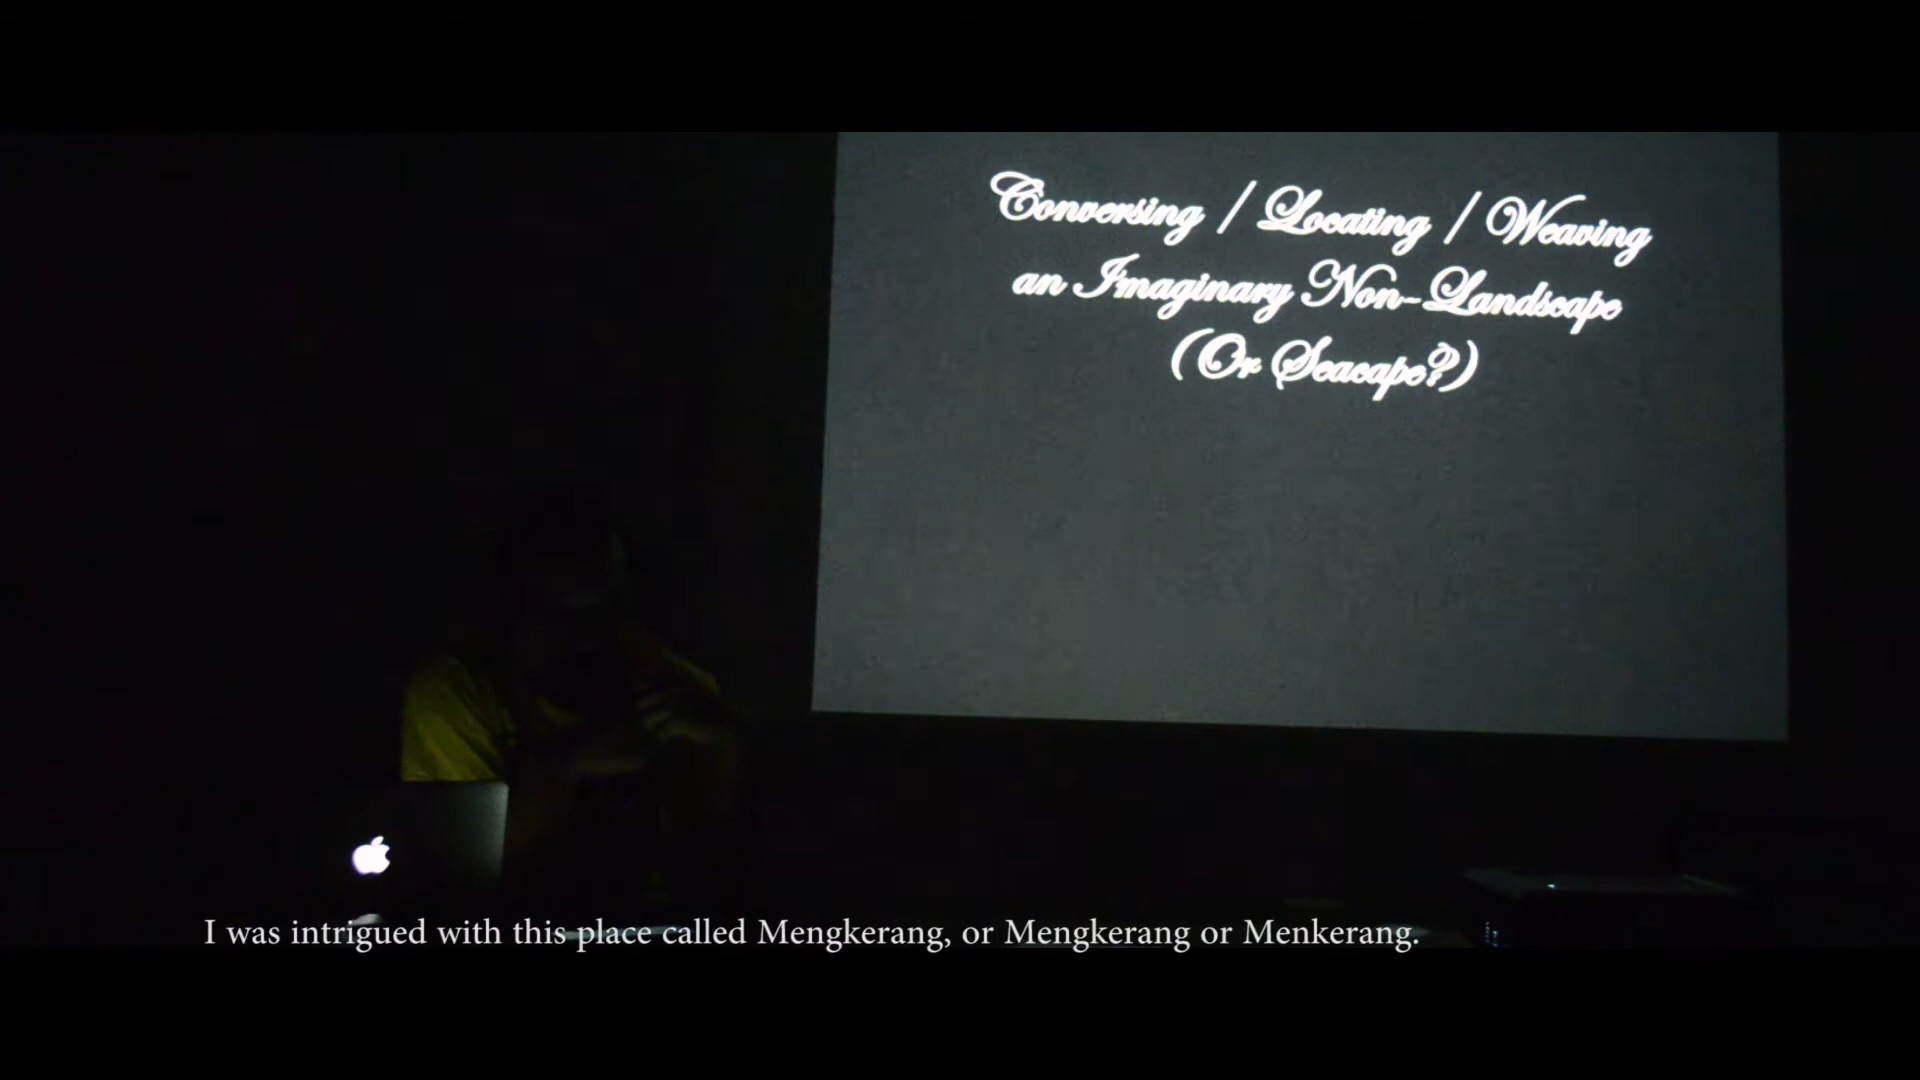 Conversing / Locating / Weaving
an Imaginary Non-Landscape
(Or Seacape?)
I was intrigued with this place called Mengkerang, or Mengkerang or Menkerang.